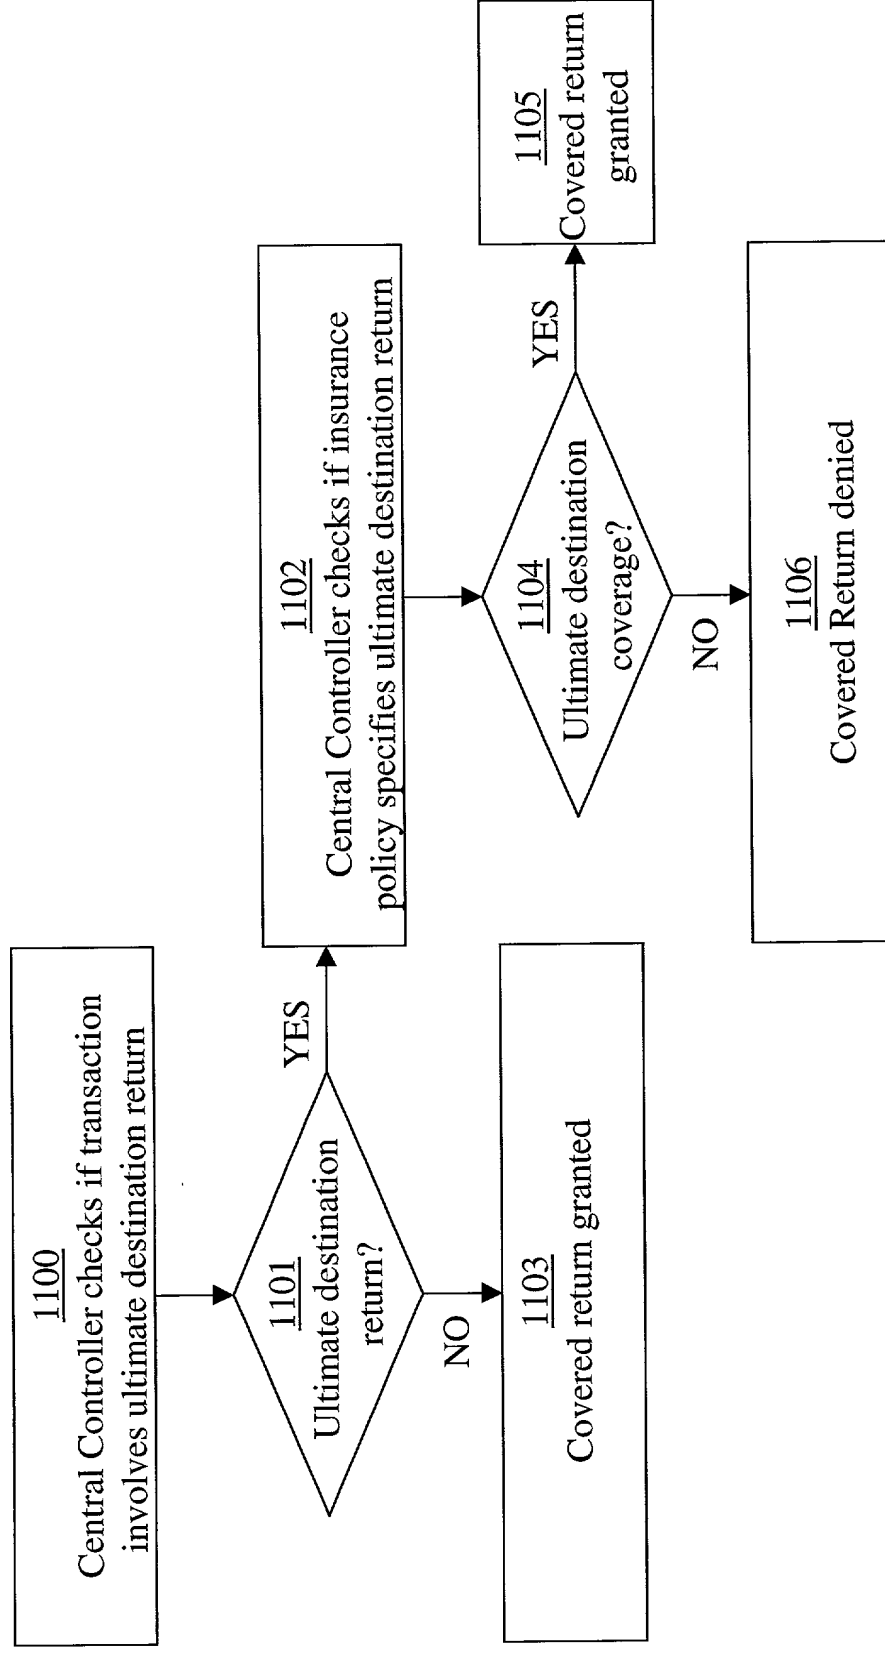 1100
Central Controller checks if transaction
involves ultimate destination return
1101
Ultimate destination
return?
YES
NO
1103
Covered return granted
1102
Central Controller checks if insurance
policy specifies ultimate destination return
1104
Ultimate destination
coverage?
YES
NO
1105
Covered return
granted
1106
Covered Return denied